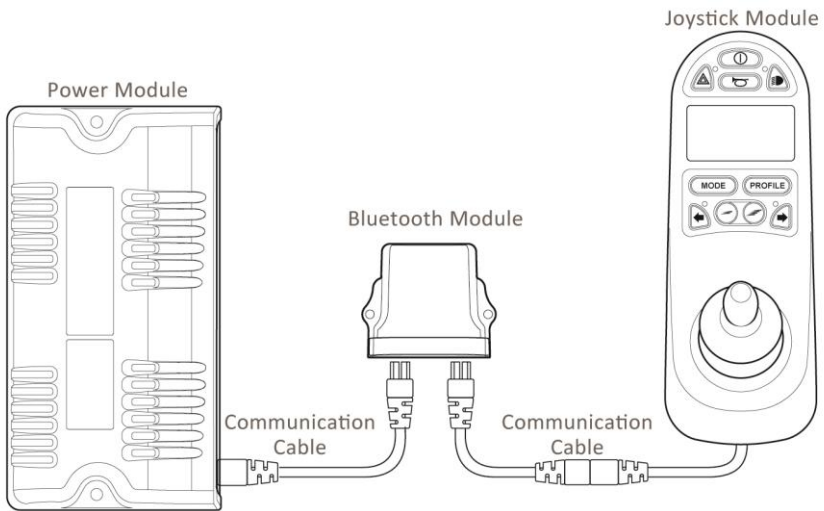 Joystick Module
Power Module
MODE
PROFILE
Bluetooth Module
Communication
Cable
Communication
Cable